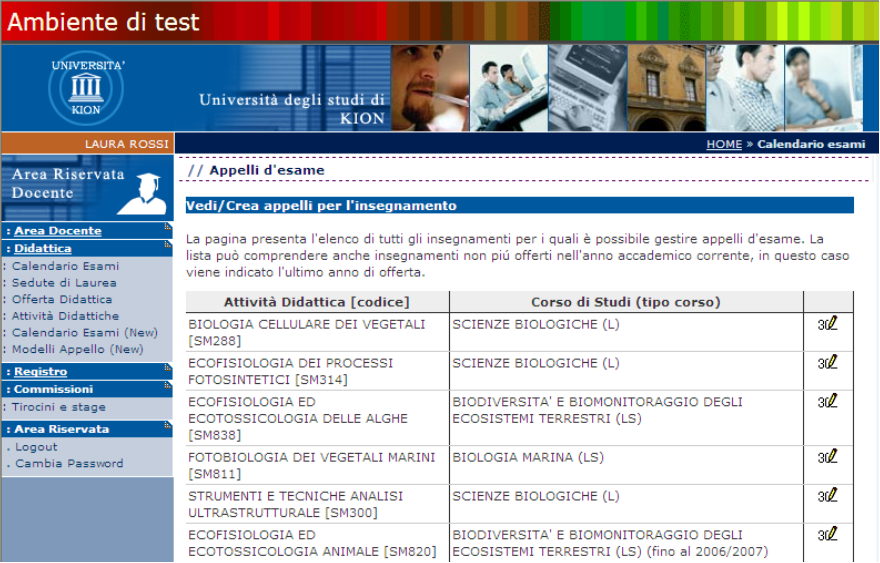 Ambiente di test
UNIVERSITA'
KION
Università degli studi di
KION
LAURA ROSSI
HOME » Calendario esami
Area Riservata
Docente
: Area Docente
: Didattica
: Calendario Esami
: Sedute di Laurea
: Offerta Didattica
: Attività Didattiche
: Calendario Esami (New)
: Modelli Appello (New)
: Registro
: Commissioni
: Tirocini e stage
: Area Riservata
. Logout
. Cambia Password
// Appelli d'esame
Vedi/Crea appelli per l'insegnamento
La pagina presenta l'elenco di tutti gli insegnamenti per i quali è possibile gestire appelli d'esame. La
lista può comprendere anche insegnamenti non piú offerti nell'anno accademico corrente, in questo caso
viene indicato l'ultimo anno di offerta.
Attività Didattica [codice] Corso di Studi (tipo corso)
BIOLOGIA CELLULARE DEI VEGETALI SCIENZE BIOLOGICHE (L) 30
[SM288]
ECOFISIOLOGIA DEI PROCESSI SCIENZE BIOLOGICHE (L) 30
FOTOSINTETICI [SM314]
ECOFISIOLOGIA ED BIODIVERSITA' E BIOMONITORAGGIO DEGLI 30
ECOTOSSICOLOGIA DELLE ALGHE ECOSISTEMI TERRESTRI (LS)
[SM838]
FOTOBIOLOGIA DEI VEGETALI MARINI BIOLOGIA MARINA (LS) 30
[SM811]
STRUMENTI E TECNICHE ANALISI SCIENZE BIOLOGICHE (L) 30
ULTRASTRUTTURALE [SM300]
ECOFISIOLOGIA ED BIODIVERSITA' E BIOMONITORAGGIO DEGLI 30
ECOTOSSICOLOGIA ANIMALE [SM820] ECOSISTEMI TERRESTRI (LS) (fino al 2006/2007)